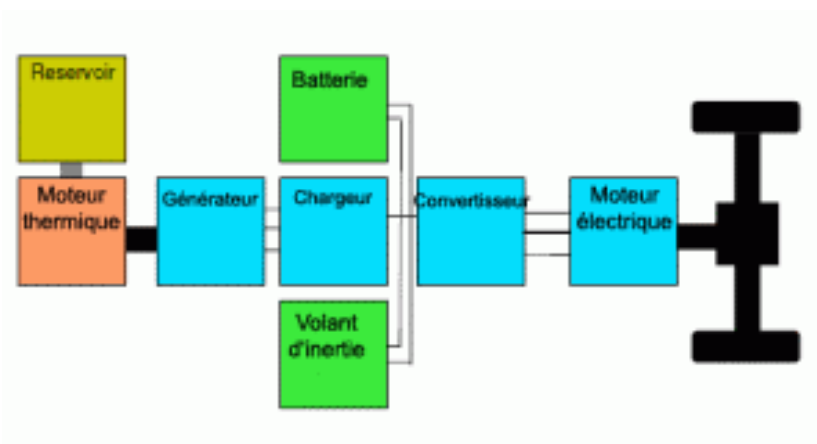 Reservoir
Batterie
Moteur
thermique
Générateur
Chargeur
Convertisseur
Moteur
électrique
Volant
d'inertie